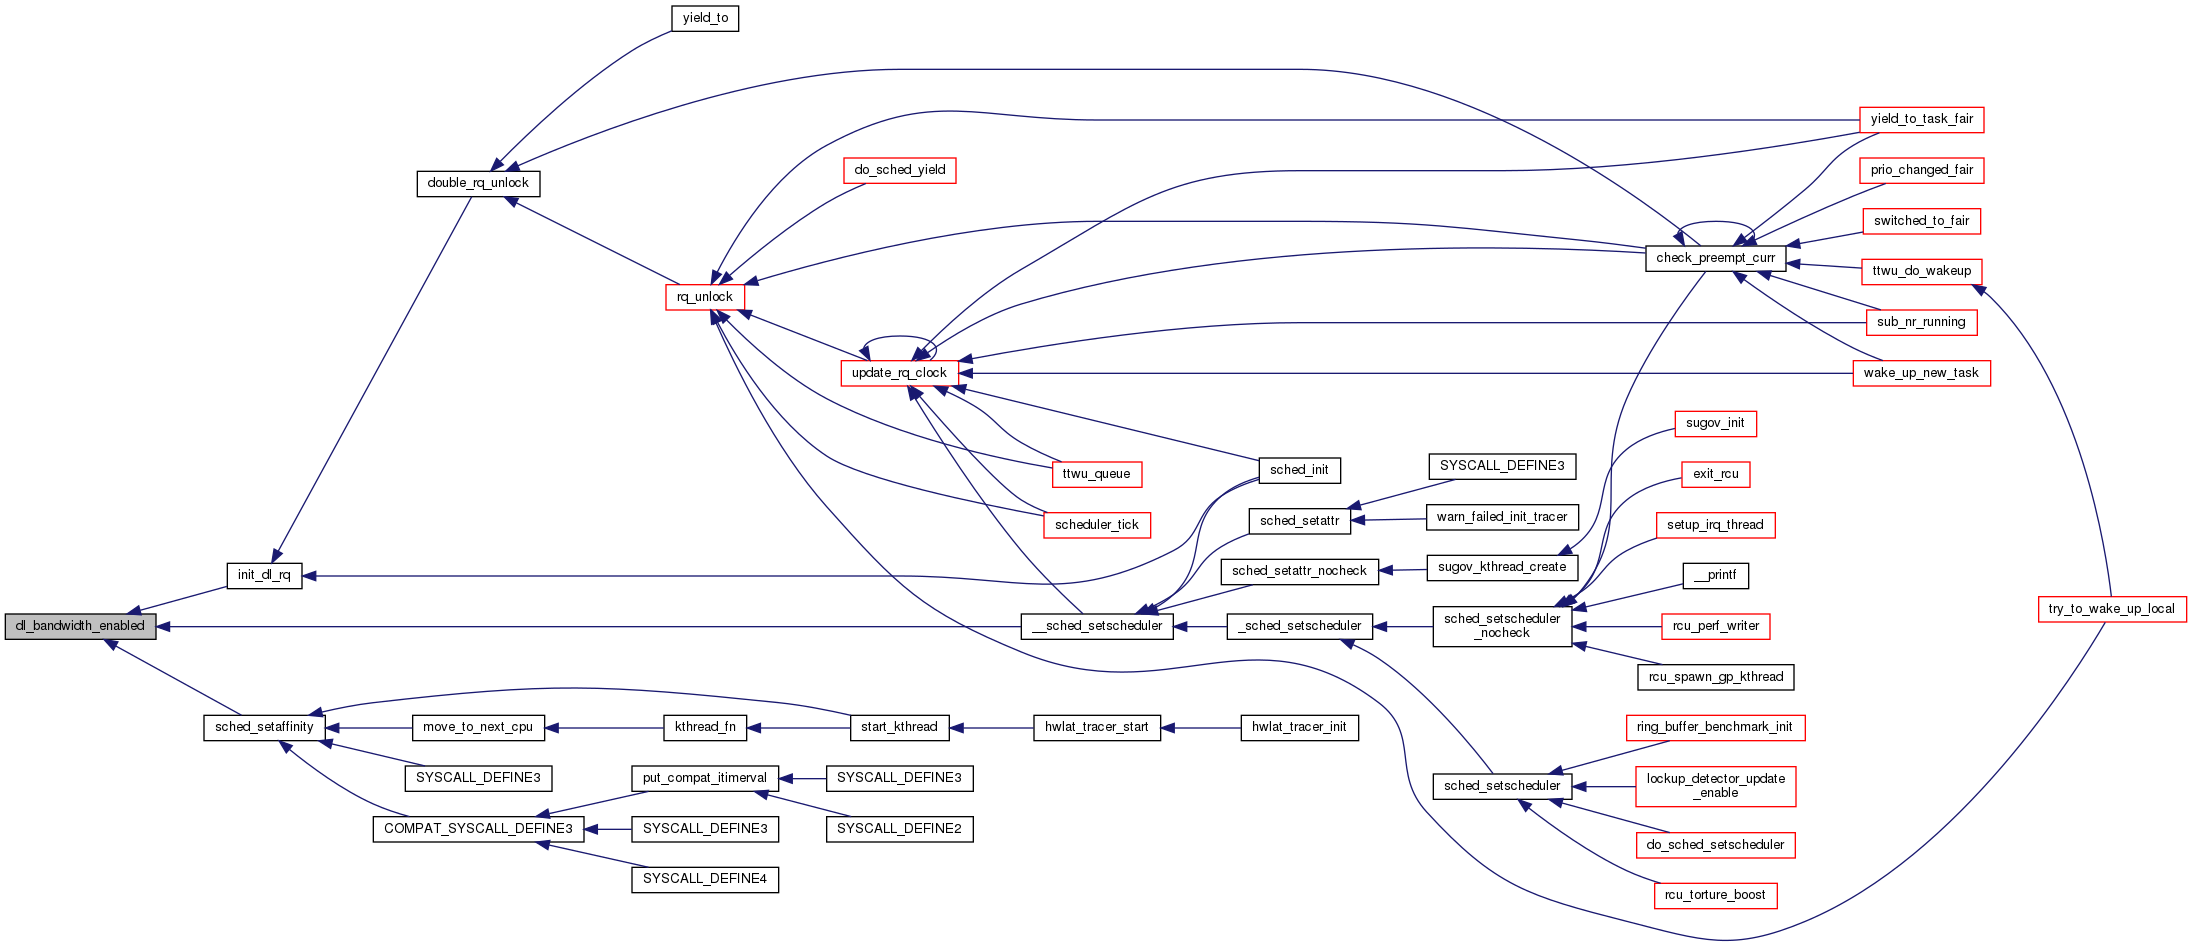 yield_to
yield_to_task_fair
do_sched_yield
prio_changed_fair
double_rq_unlock
switched_to_fair
check_preempt_curr
ttwu_do_wakeup
rq_unlock
sub_nr_running
update_rq_clock
wake_up_new_task
sugov_init
SYSCALL_DEFINE3
sched_init
ttwu_queue
exit_rcu
warn_failed_init_tracer
sched_setattr
scheduler_tick
setup_irq_thread
sugov_kthread_create
sched_setattr_nocheck
init_dl_rq
__printf
try_to_wake_up_local
dl_bandwidth_enabled
__sched_setscheduler
_sched_setscheduler
sched_setscheduler
_nocheck
rcu_perf_writer
rcu_spawn_gp_kthread
sched_setaffinity
move_to_next_cpu
kthread_fn
start_kthread
hwlat_tracer_start
hwlat_tracer_init
ring_buffer_benchmark_init
SYSCALL_DEFINE3
put_compat_itimerval
SYSCALL_DEFINE3
sched_setscheduler
lockup_detector_update
_enable
COMPAT_SYSCALL_DEFINE3
SYSCALL_DEFINE3
SYSCALL_DEFINE2
do_sched_setscheduler
SYSCALL_DEFINE4
rcu_torture_boost